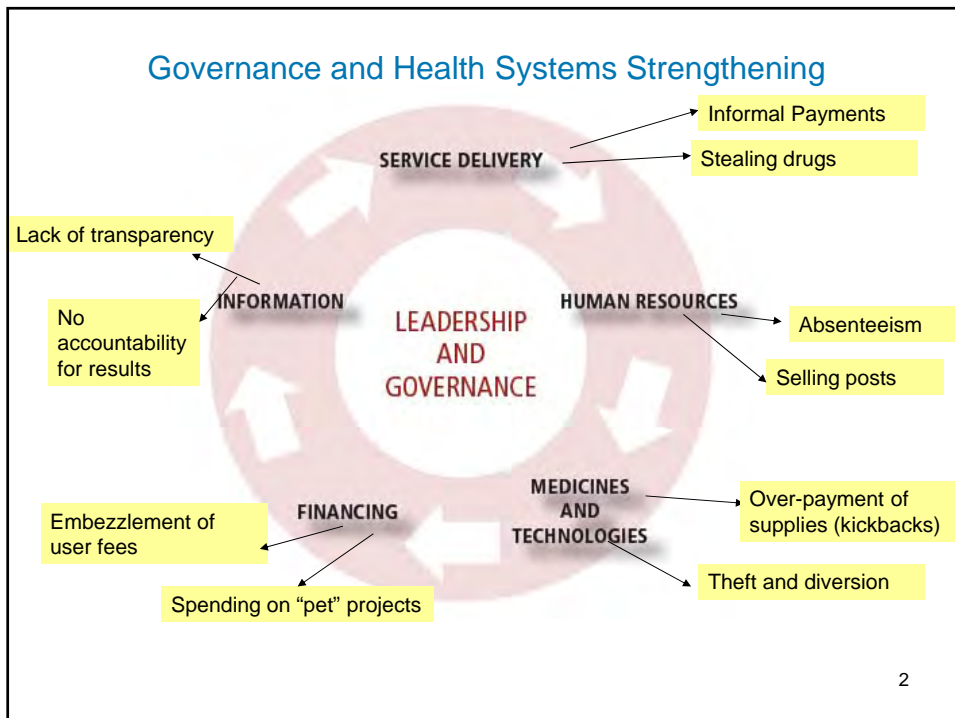 Governance and Health Systems Strengthening
Informal Payments
SERVICE DELIVERY
Stealing drugs
Lack of transparency
INFORMATION
No
accountability
for results
HUMAN RESOURCES
Absenteeism
Selling posts
LEADERSHIP
AND
GOVERNANCE
MEDICINES
AND
TECHNOLOGIES
Over-payment of
supplies (kickbacks)
Theft and diversion
FINANCING
Embezzlement of
user fees
Spending on “pet” projects
2